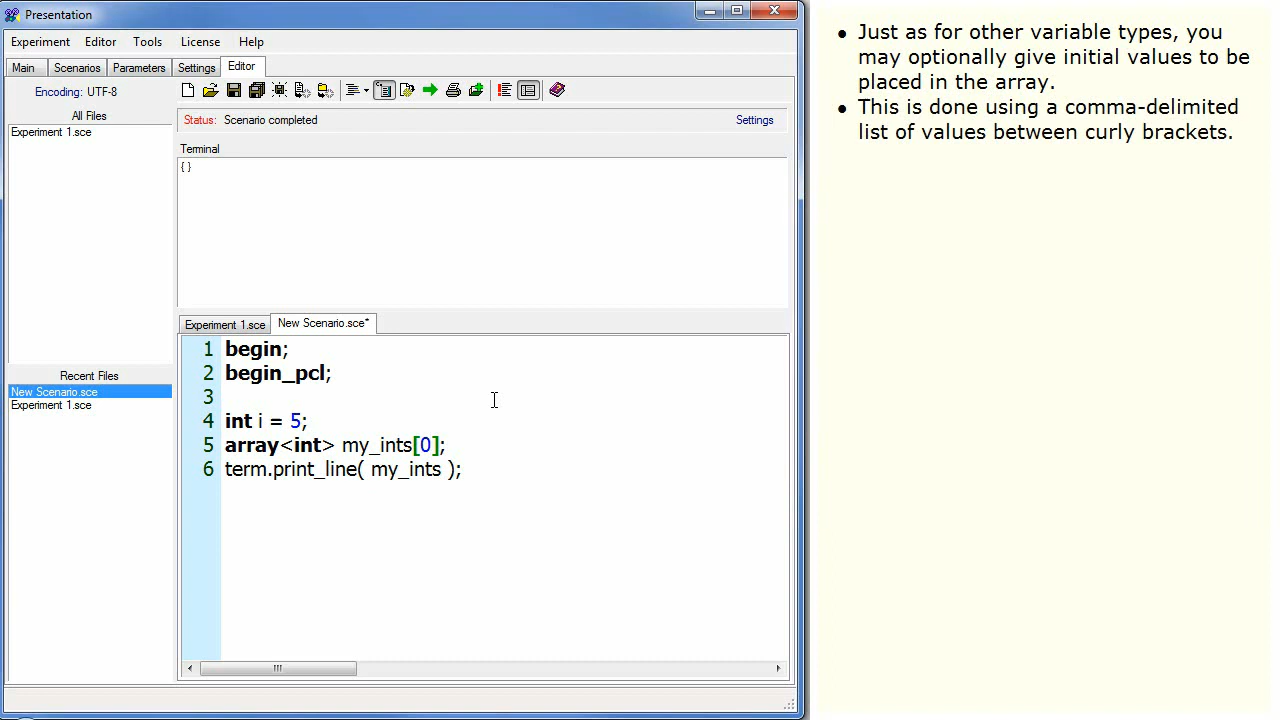 Presentation
Experiment Editor Tools License Help
Main Scenarios Parameters Settings Editor
Encoding: UTF-8
All Files
Experiment 1.sce
Recent Files
New Scenario.sce
Experiment 1.sce
Status: Scenario completed
Settings
Terminal
{ }
Experiment 1.sce New Scenario.sce*
1 begin;
2 begin_pcl;
3
4 int i = 5;
5 array<int> my_ints[0];
6 term.print_line( my_ints );
• Just as for other variable types, you
may optionally give initial values to be
placed in the array.
• This is done using a comma-delimited
list of values between curly brackets.